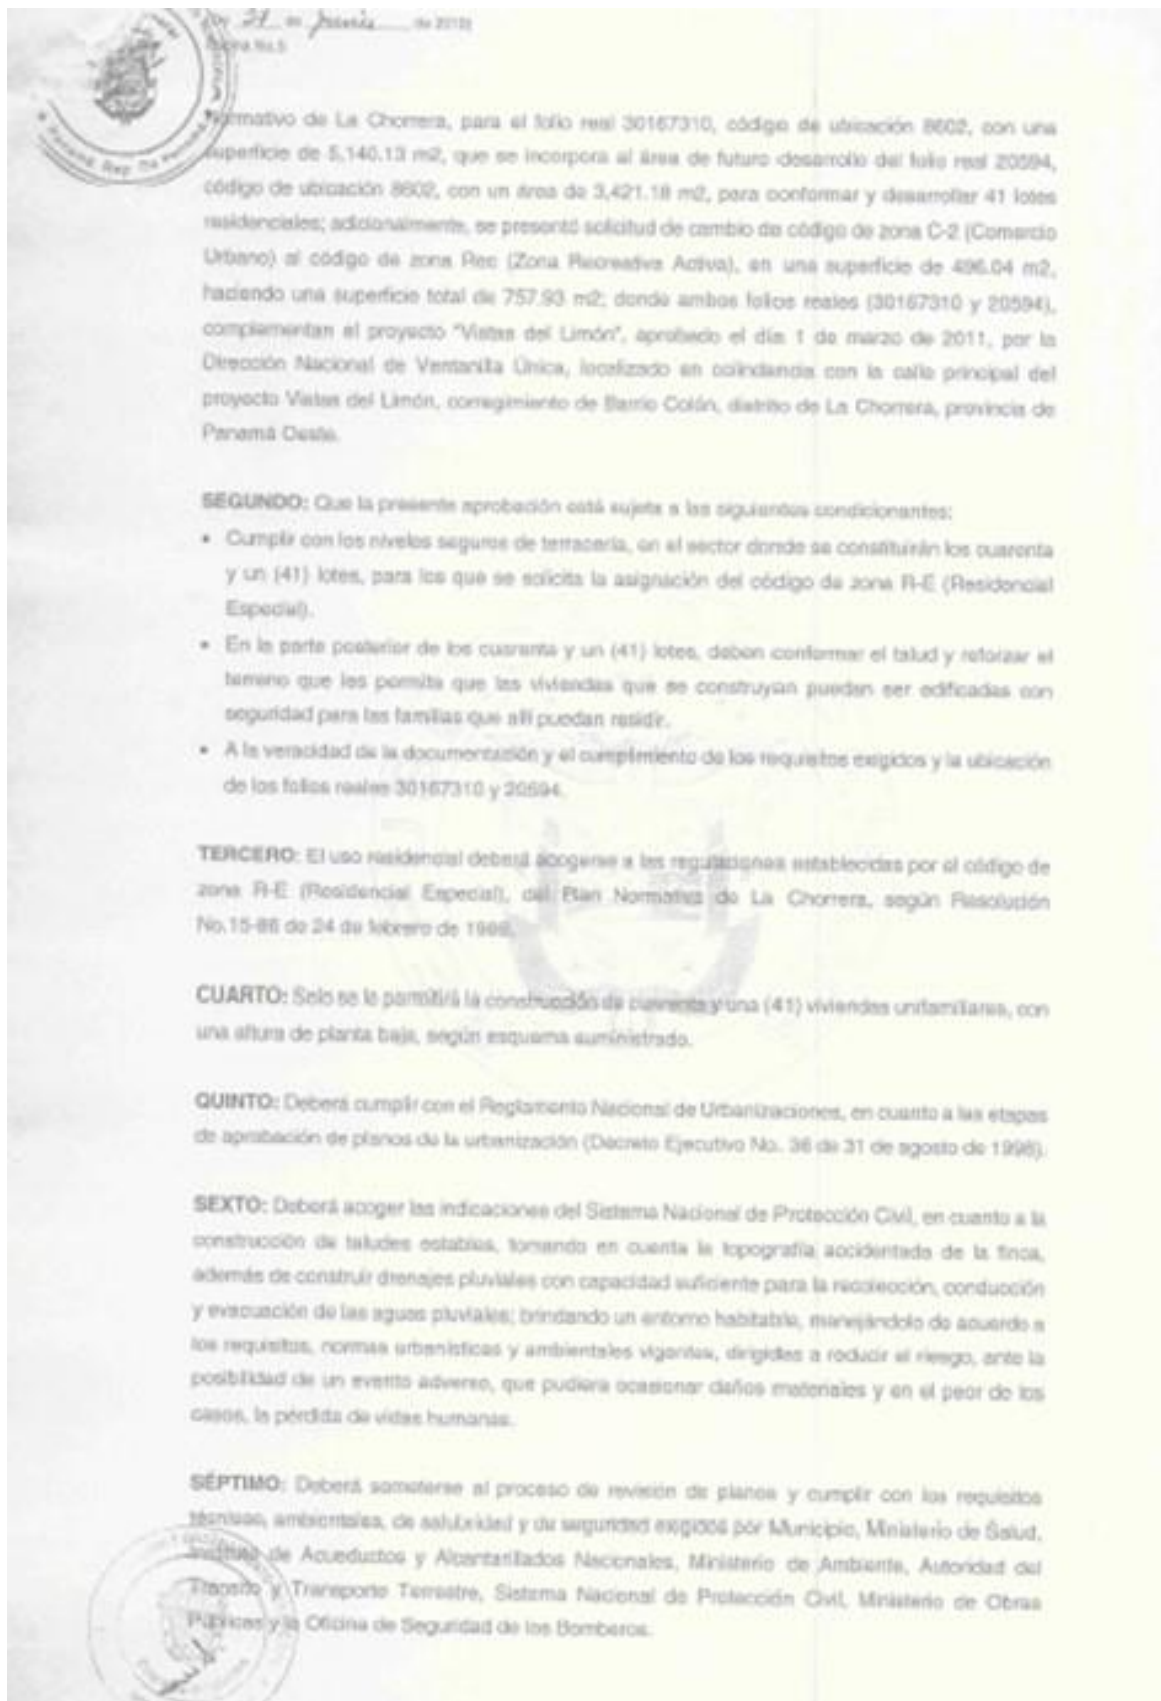 de 2018)
Página No.5
Normativo de La Chorrera, para el folio real 30167310, código de ubicación 8602, con una
superficie de 5,140.13 m2, que se incorpora al área de futuro desarrollo del folio real 20594,
código de ubicación 8602, con un área de 3,421.18 m2, para conformar y desarrollar 41 lotes
residenciales; adicionalmente, se presentó solicitud de cambio de código de zona C-2 (Comercio
Urbano) al código de zona Rec (Zona Recreativa Activa), en una superficie de 496.04 m2,
haciendo una superficie total de 757.93 m2; donde ambos folios reales (30167310 y 20594),
complementan el proyecto "Vistas del Limón", aprobado el día 1 de marzo de 2011, por la
Dirección Nacional de Ventanilla Única, localizado en colindancia con la calle principal del
proyecto Vistas del Limón, corregimiento de Barrio Colón, distrito de La Chorrera, provincia de
Panamá Oeste.
SEGUNDO: Que la presente aprobación está sujeta a las siguientes condicionantes:
• Cumplir con los niveles seguros de terracería, en el sector donde se constituirán los cuarenta
y un (41) lotes, para los que se solicita la asignación del código de zona R-E (Residencial
Especial).
• En la parte posterior de los cuarenta y un (41) lotes, deben conformar el talud y reforzar el
terreno que les permita que las viviendas que se construyan puedan ser edificadas con
seguridad para las familias que allí puedan residir.
• A la veracidad de la documentación y el cumplimiento de los requisitos exigidos y la ubicación
de los folios reales 30167310 y 20594.
TERCERO: El uso residencial deberá acogerse a las regulaciones establecidas por el código de
zona R-E (Residencial Especial), del Plan Normativo de La Chorrera, según Resolución
No.15-86 de 24 de febrero de
CUARTO: Solo se le permitirá la construcción de cuarenta y una (41) viviendas unifamiliares, con
una altura de planta baja, según esquema suministrado.
QUINTO: Deberá cumplir con el Reglamento Nacional de Urbanizaciones, en cuanto a las etapas
de aprobación de planos de la urbanización (Decreto Ejecutivo No. 36 de 31 de agosto de 1998).
SEXTO: Deberá acoger las indicaciones del Sistema Nacional de Protección Civil, en cuanto a la
construcción de taludes estables, tomando en cuenta la topografía accidentada de la finca,
además de construir drenajes pluviales con capacidad suficiente para la recolección, conducción
y evacuación de las aguas pluviales; brindando un entorno habitable, manejándolo de acuerdo a
los requisitos, normas urbanísticas y ambientales vigentes, dirigidas a reducir el riesgo, ante la
posibilidad de un evento adverso, que pudiera ocasionar daños materiales y en el peor de los
casos, la pérdida de vidas humanas.
SÉPTIMO: Deberá someterse al proceso de revisión de planos y cumplir con los requisitos
técnicos, ambientales, de salubridad y de seguridad exigidos por Municipio, Ministerio de Salud,
Instituto de Acueductos y Alcantarillados Nacionales, Ministerio de Ambiente, Autoridad del
Tránsito y Transporte Terrestre, Sistema Nacional de Protección Civil, Ministerio de Obras
Públicas y la Oficina de Seguridad de los Bomberos.